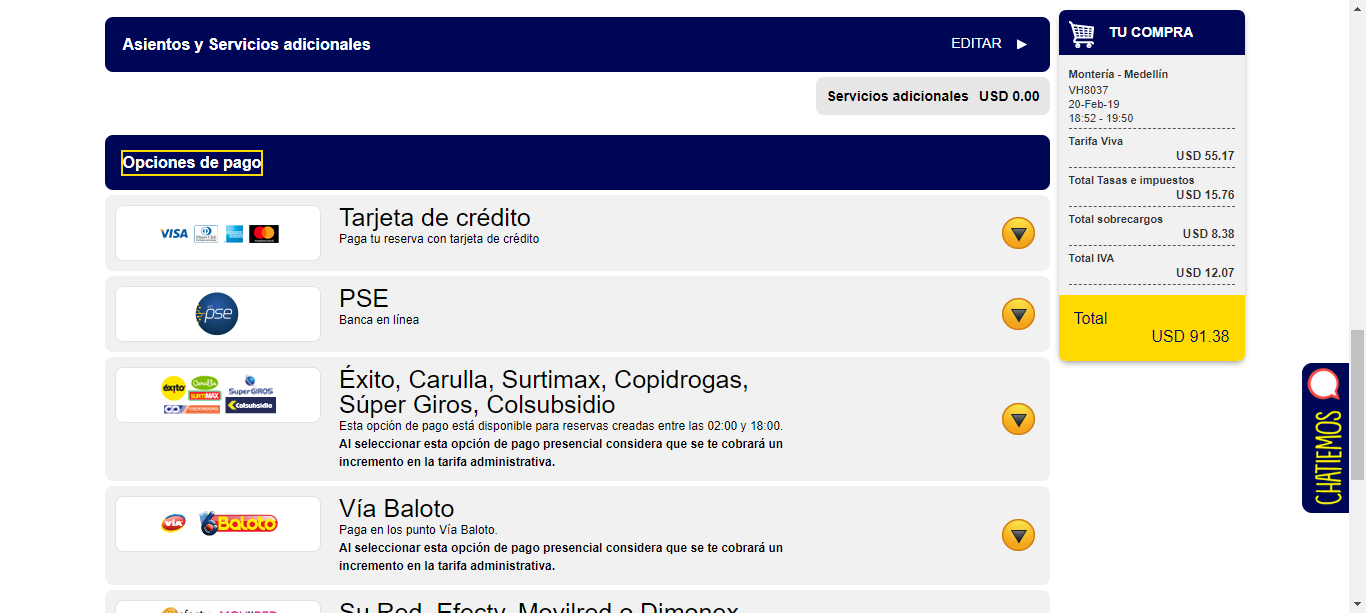 Asientos y Servicios adicionales
EDITAR
Servicios adicionales USD 0.00
Opciones de pago
VISA
Tarjeta de crédito
Paga tu reserva con tarjeta de crédito
pse
PSE
Banca en línea
éxito
Carulla
SuperGIROS
SURTIMAX
Colsubsidio
Éxito, Carulla, Surtimax, Copidrogas,
Súper Giros, Colsubsidio
Esta opción de pago está disponible para reservas creadas entre las 02:00 y 18:00.
Al seleccionar esta opción de pago presencial considera que se te cobrará un
incremento en la tarifa administrativa.
VIA
Baloto
Vía Baloto
Paga en los punto Vía Baloto.
Al seleccionar esta opción de pago presencial considera que se te cobrará un
incremento en la tarifa administrativa.
Su Red, Efecty, Movilred o Dimonex
TU COMPRA
Montería - Medellín
VH8037
20-Feb-19
18:52 - 19:50
Tarifa Viva
USD 55.17
Total Tasas e impuestos
USD 15.76
Total sobrecargos
USD 8.38
Total IVA
USD 12.07
Total
USD 91.38
CHATIEMOS